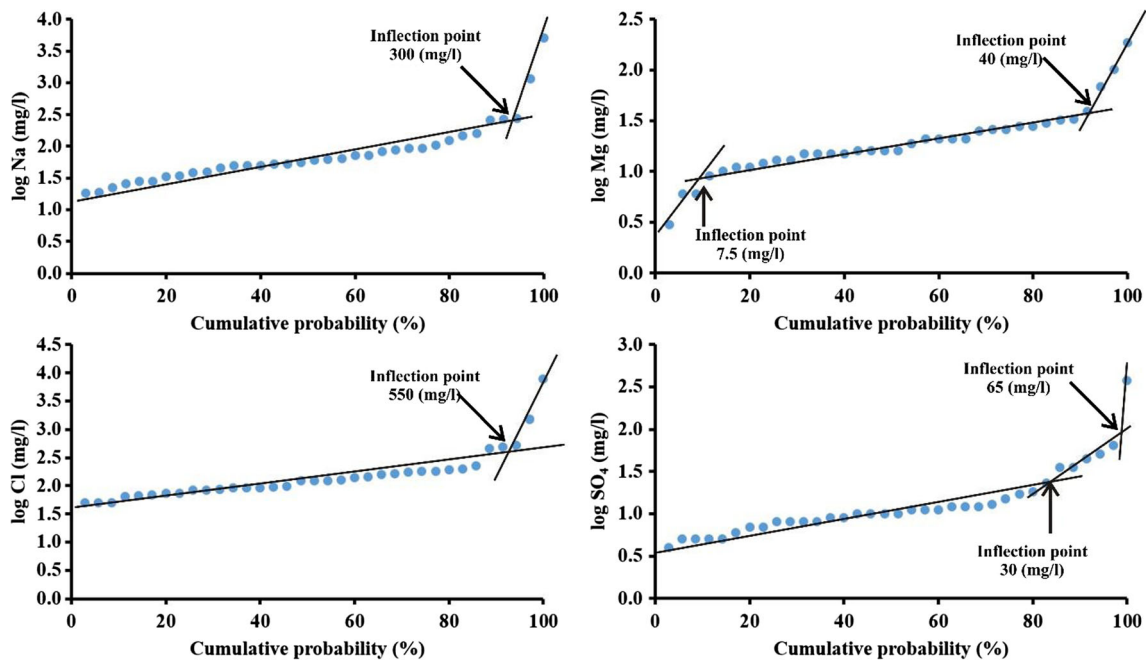 4.0
3.5
3.0
2.5
2.0
1.5
1.0
0.5
0.0
log Na (mg/l)
Inflection point
300 (mg/l)
0 20 40 60 80 100
Cumulative probability (%)
2.5
2.0
1.5
1.0
0.5
0.0
log Mg (mg/l)
Inflection point
40 (mg/l)
Inflection point
7.5 (mg/l)
0 20 40 60 80 100
Cumulative probability (%)
4.5
4.0
3.5
3.0
2.5
2.0
1.5
1.0
0.5
0.0
log Cl (mg/l)
Inflection point
550 (mg/l)
0 20 40 60 80 100
Cumulative probability (%)
3.0
2.5
2.0
1.5
1.0
0.5
0.0
log SO₄ (mg/l)
Inflection point
65 (mg/l)
Inflection point
30 (mg/l)
0 20 40 60 80 100
Cumulative probability (%)